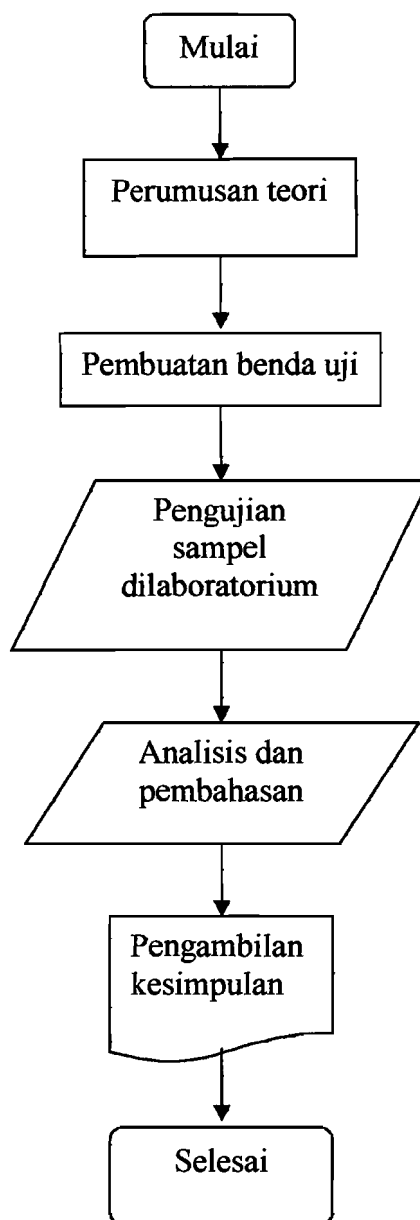 Mulai
Perumusan teori
Pembuatan benda uji
Pengujian
sampel
dilaboratorium
Analisis dan
pembahasan
Pengambilan
kesimpulan
Selesai